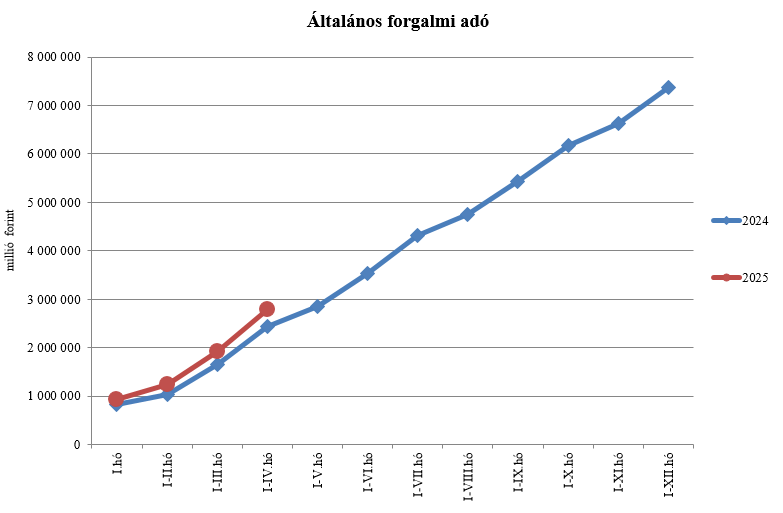 Általános forgalmi adó
8 000 000
7 000 000
6 000 000
5 000 000
4 000 000
3 000 000
2 000 000
1 000 000
0
millió forint
I.hó
I-II.hó
I-III.hó
I-IV.hó
I-V.hó
I-VI.hó
I-VII.hó
I-VIII.hó
I-IX.hó
I-X.hó
I-XI.hó
I-XII.hó
2024
2025